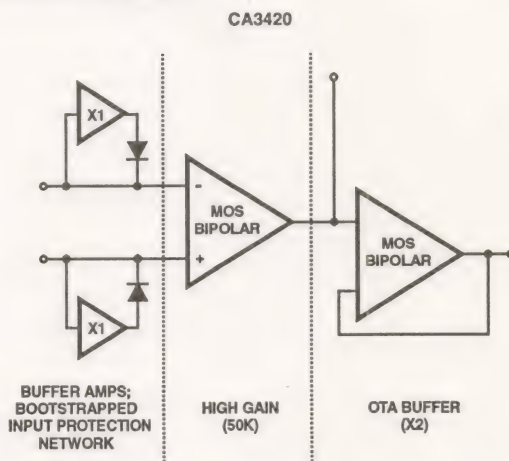 CA3420
X1
-
MOS
BIPOLAR
+
X1
MOS
BIPOLAR
BUFFER AMPS;
BOOTSTRAPPED
INPUT PROTECTION
NETWORK
HIGH GAIN
(50K)
OTA BUFFER
(X2)